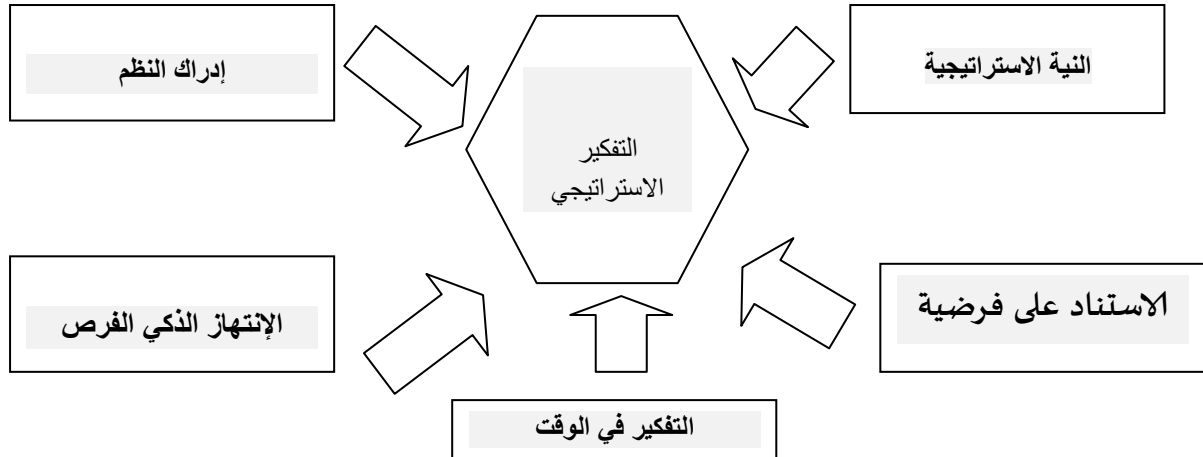 النية الاستراتيجية
إدراك النظم
التفكير
الاستراتيجي
الاستناد على فرضية
الإنتهاز الذكي الفرص
التفكير في الوقت